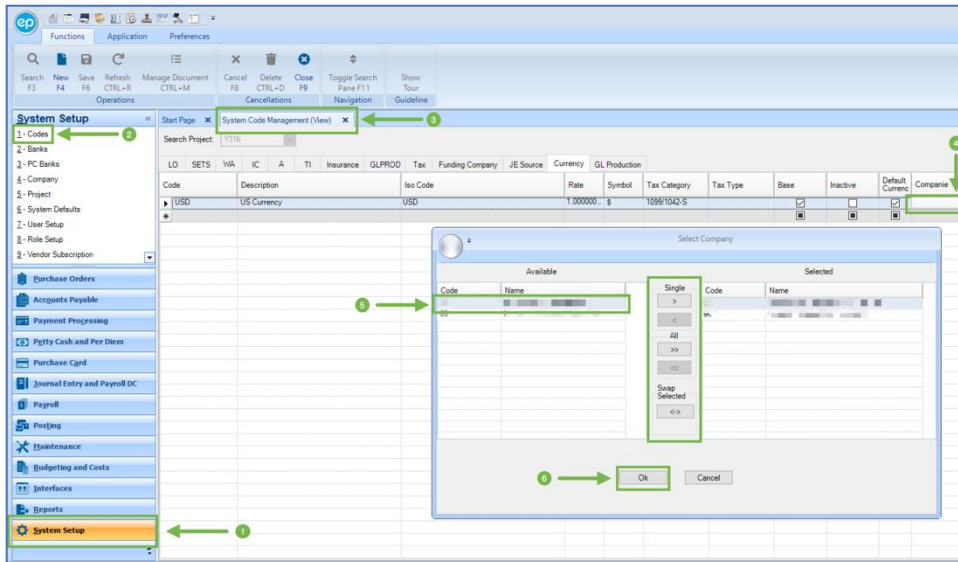 ep
Functions Application Preferences
Search New Save Refresh Manage Document Cancel Delete Close Toggle Search Show
F3 F4 F6 CTRL+R CTRL+M F8 CTRL+D F9 Pane F11 Tour
Operations Cancellations Navigation Guideline
System Setup «
1 - Codes
2 - Banks
3 - PC Banks
4 - Company
5 - Project
6 - System Defaults
7 - User Setup
8 - Role Setup
9 - Vendor Subscription
Purchase Orders
Accounts Payable
Payment Processing
Petty Cash and Per Diem
Purchase Card
Journal Entry and Payroll DC
Payroll
Posting
Maintenance
Budgeting and Costs
Interfaces
Reports
System Setup
1
2
Start Page X System Code Management (View) X
3
Search Project: Y316
LO SETS WA IC A TI Insurance GLPROD Tax Funding Company JE Source Currency GL Production
4
Code Description Iso Code Rate Symbol Tax Category Tax Type Base Inactive Default Currenc Companie
USD US Currency USD 1.000000... $ 1099/1042-S
Select Company
Available Selected
Code Name Single Code Name
5
>
<
All
>>
<<
Swap
Selected
<->
6
Ok Cancel